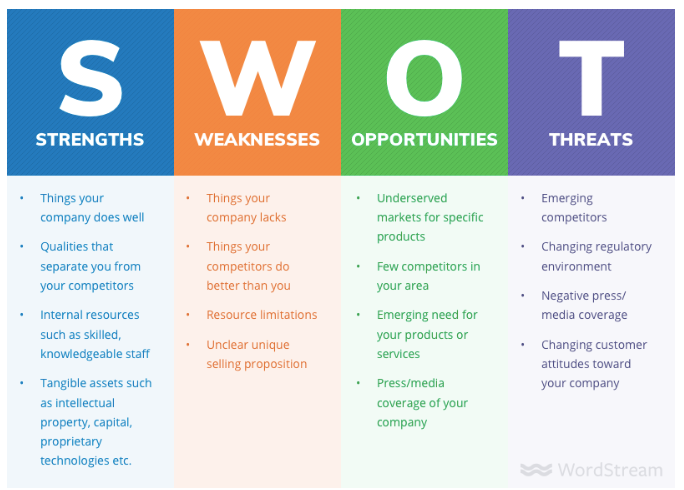 S
STRENGTHS
• Things your
company does well
• Qualities that
separate you from
your competitors
• Internal resources
such as skilled,
knowledgeable staff
• Tangible assets such
as intellectual
property, capital,
proprietary
technologies etc.
W
WEAKNESSES
• Things your
company lacks
• Things your
competitors do
better than you
• Resource limitations
• Unclear unique
selling proposition
O
OPPORTUNITIES
• Underserved
markets for specific
products
• Few competitors in
your area
• Emerging need for
your products or
services
• Press/media
coverage of your
company
T
THREATS
• Emerging
competitors
• Changing regulatory
environment
• Negative press/
media coverage
• Changing customer
attitudes toward
your company
WordStream